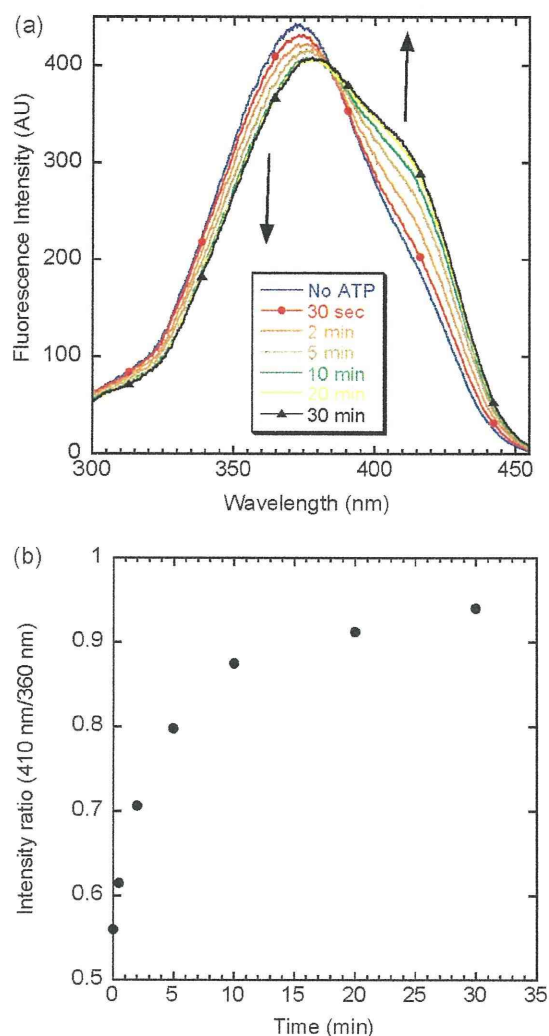 (a)
400
300
200
100
0
Fluorescence Intensity (AU)
No ATP
30 sec
2 min
5 min
10 min
20 min
30 min
300 350 400 450
Wavelength (nm)
(b)
1
0.9
0.8
0.7
0.6
0.5
Intensity ratio (410 nm/360 nm)
0 5 10 15 20 25 30 35
Time (min)